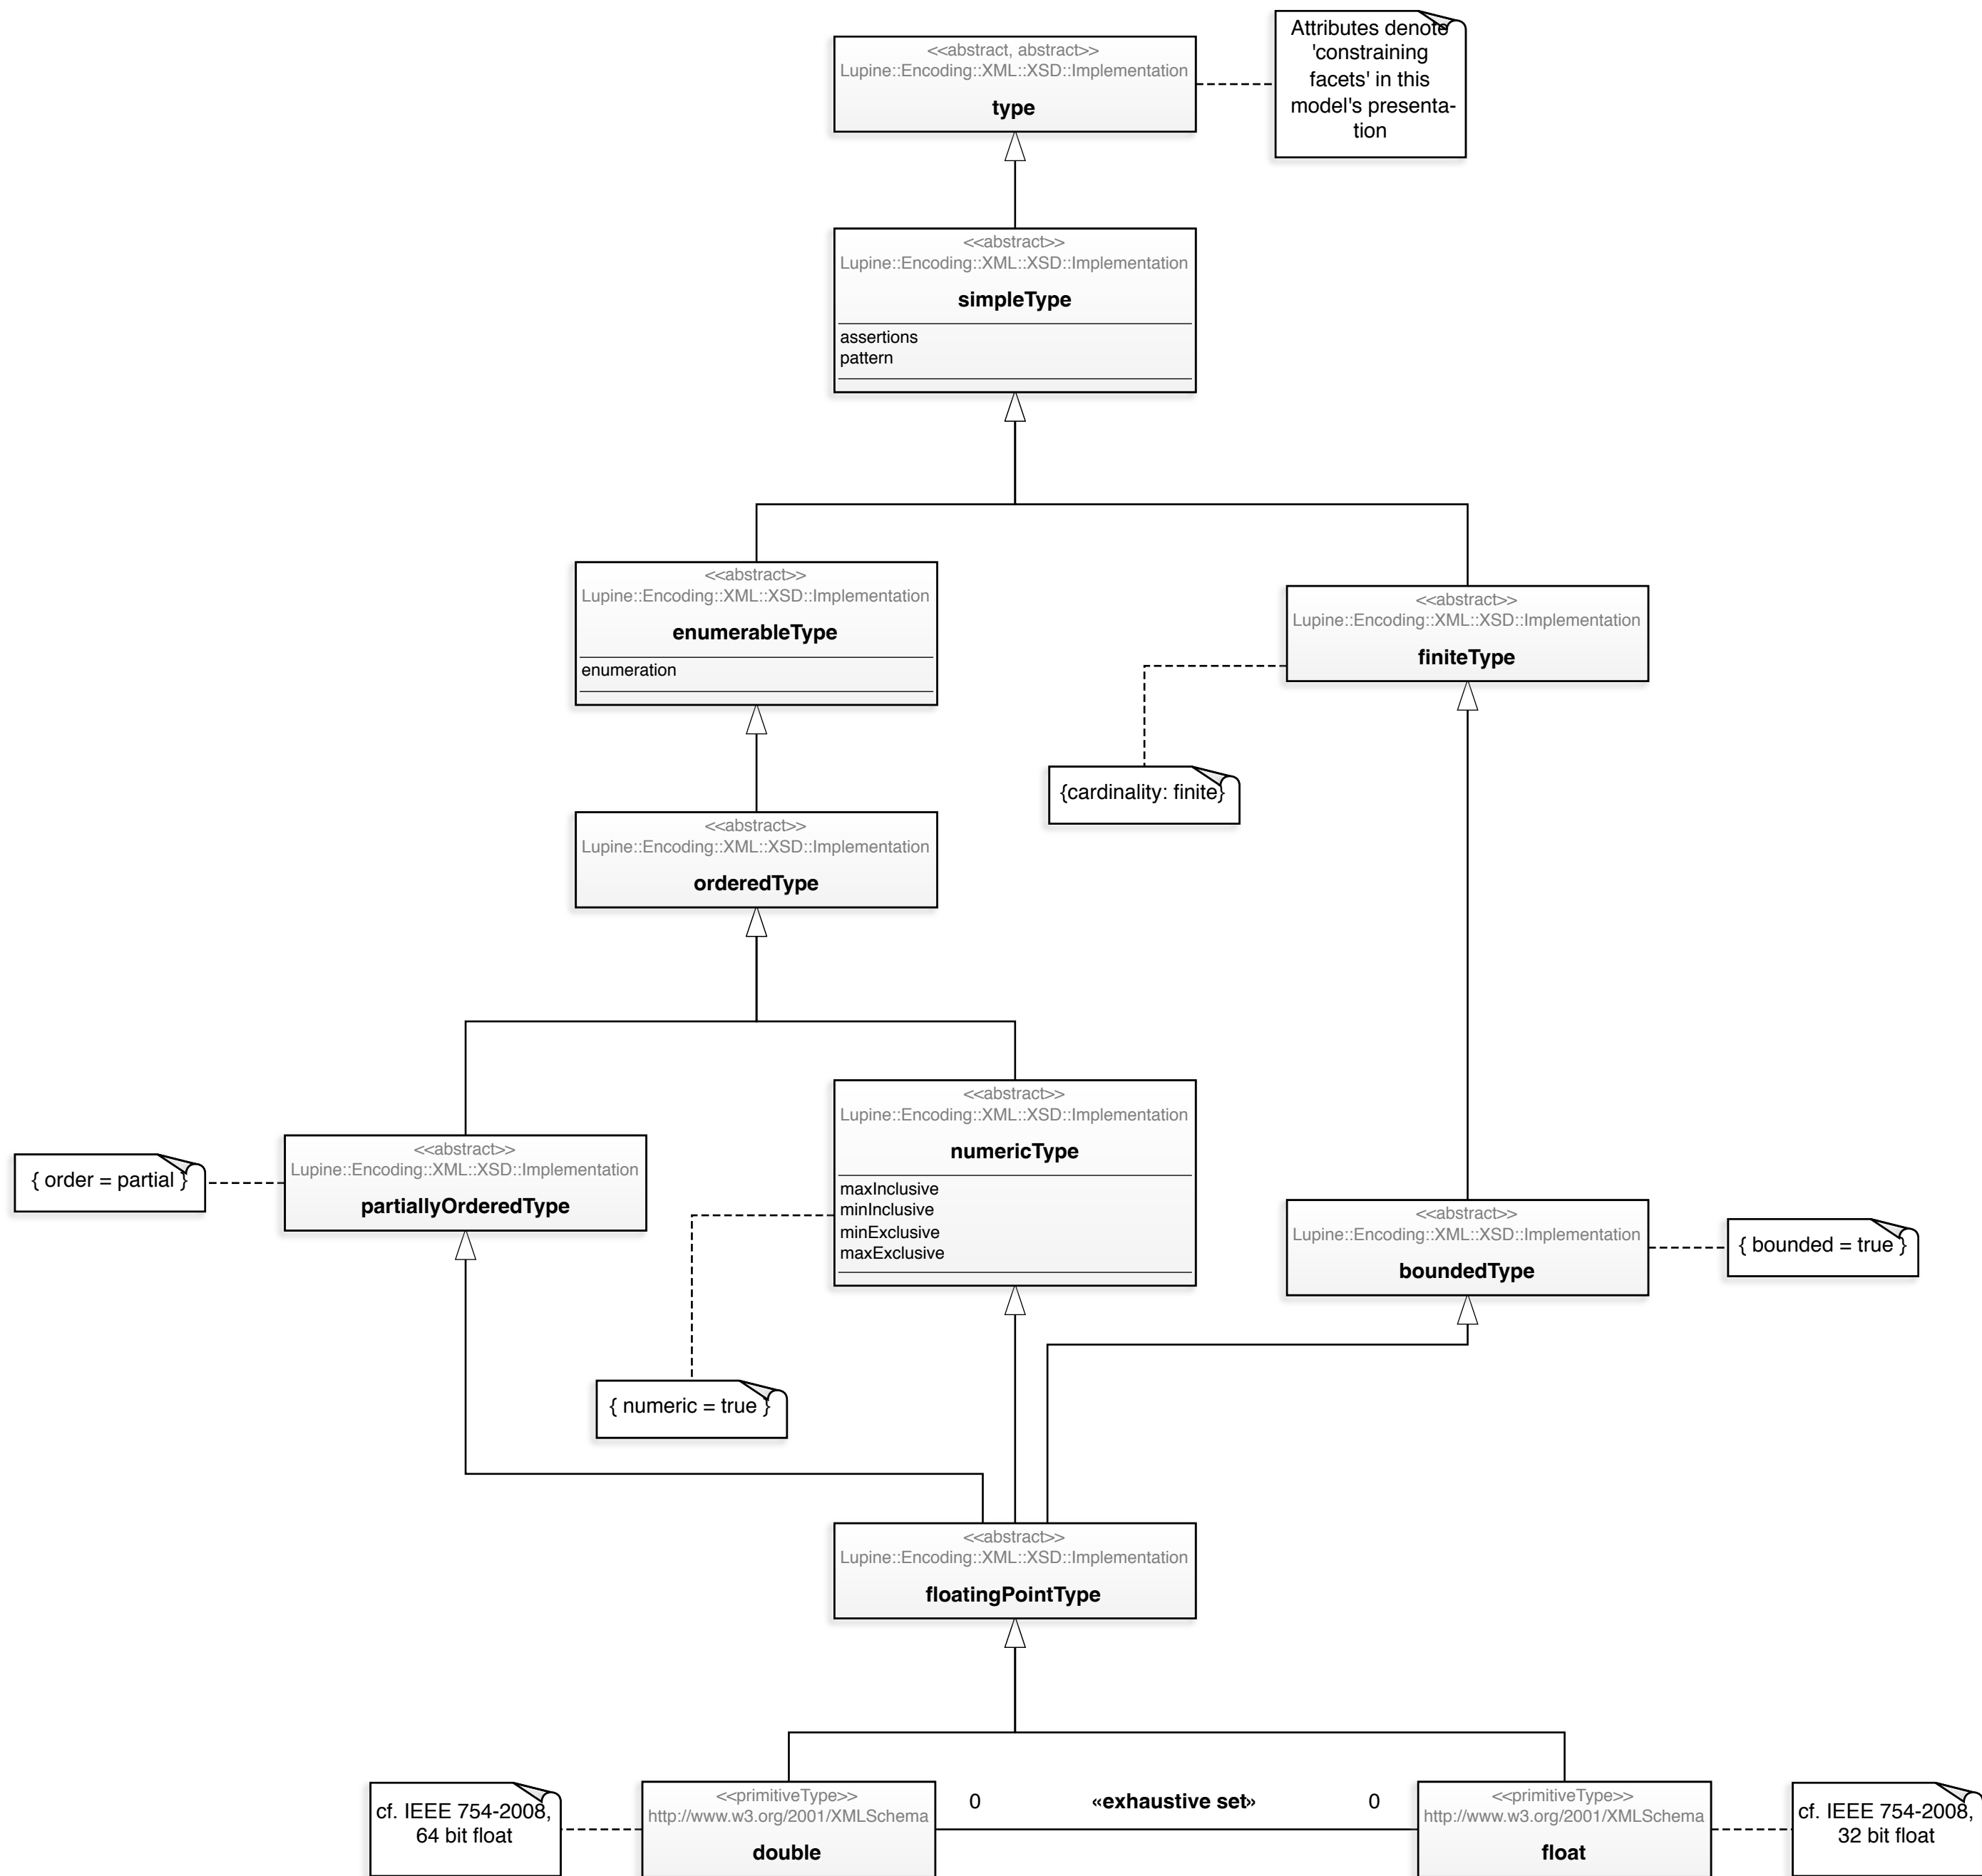 <<abstract, abstract>>
Lupine::Encoding::XML::XSD::Implementation
type
Attributes denote
'constraining
facets' in this
model's presenta-
tion
<<abstract>>
Lupine::Encoding::XML::XSD::Implementation
simpleType
assertions
pattern
<<abstract>>
Lupine::Encoding::XML::XSD::Implementation
enumerableType
enumeration
<<abstract>>
Lupine::Encoding::XML::XSD::Implementation
finiteType
{cardinality: finite}
<<abstract>>
Lupine::Encoding::XML::XSD::Implementation
orderedType
{ order = partial }
<<abstract>>
Lupine::Encoding::XML::XSD::Implementation
partiallyOrderedType
<<abstract>>
Lupine::Encoding::XML::XSD::Implementation
numericType
maxInclusive
minInclusive
minExclusive
maxExclusive
<<abstract>>
Lupine::Encoding::XML::XSD::Implementation
boundedType
{ bounded = true }
{ numeric = true }
<<abstract>>
Lupine::Encoding::XML::XSD::Implementation
floatingPointType
cf. IEEE 754-2008,
64 bit float
<<primitiveType>>
http://www.w3.org/2001/XMLSchema
double
0 «exhaustive set» 0
<<primitiveType>>
http://www.w3.org/2001/XMLSchema
float
cf. IEEE 754-2008,
32 bit float